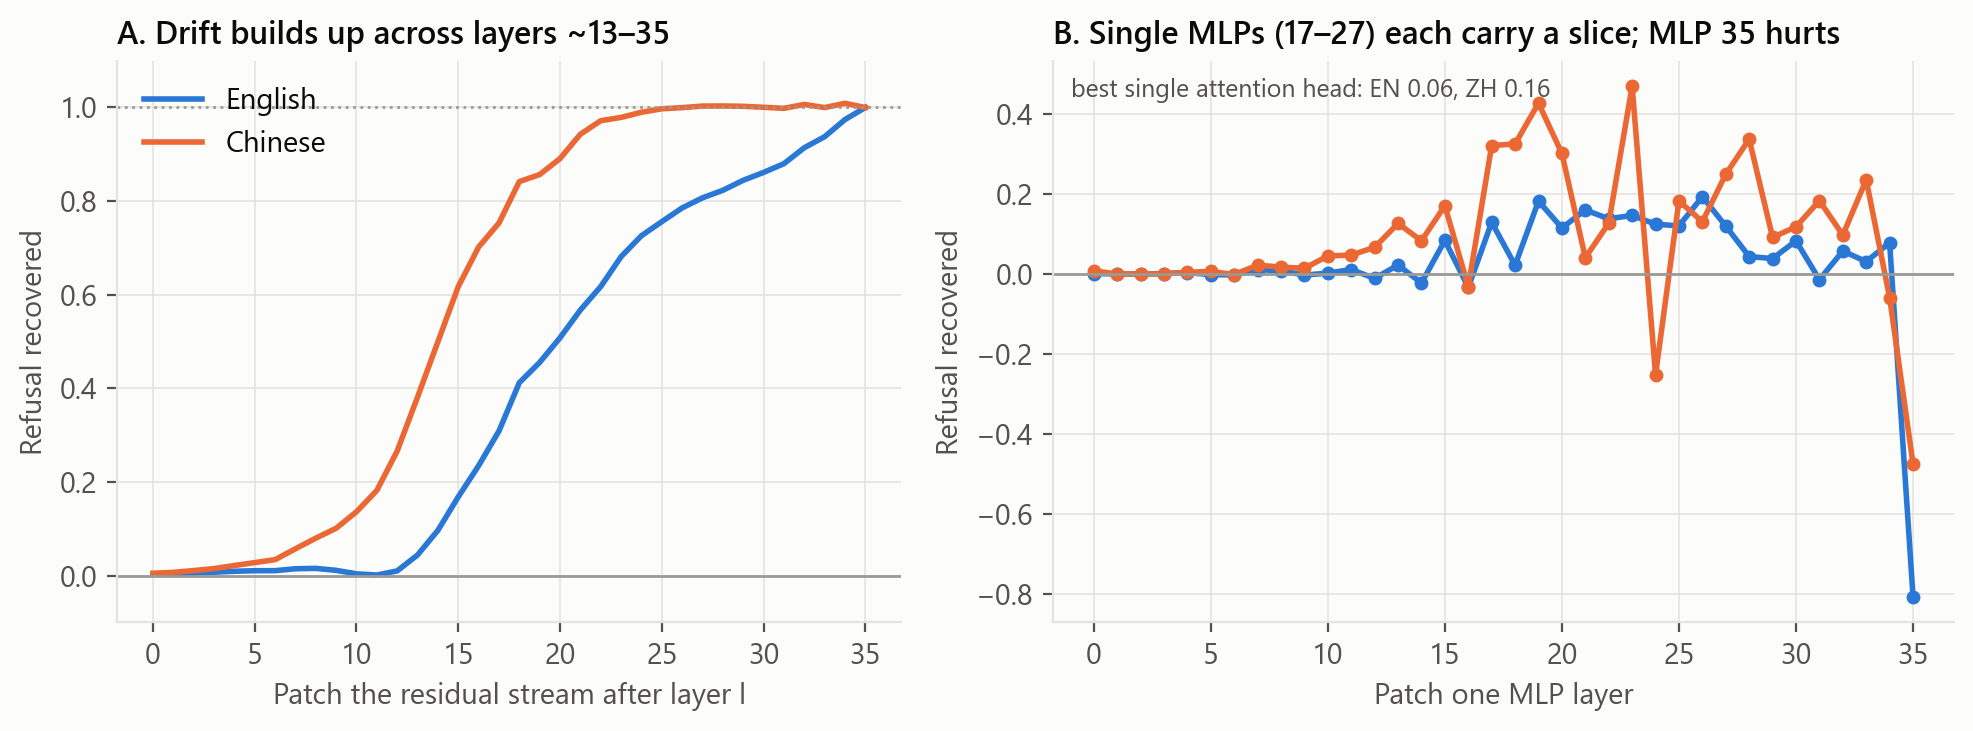 A. Drift builds up across layers ~13–35
English
Chinese
1.0
0.8
0.6
0.4
0.2
0.0
Refusal recovered
0 5 10 15 20 25 30 35
Patch the residual stream after layer l
B. Single MLPs (17–27) each carry a slice; MLP 35 hurts
best single attention head: EN 0.06, ZH 0.16
0.4
0.2
0.0
−0.2
−0.4
−0.6
−0.8
Refusal recovered
0 5 10 15 20 25 30 35
Patch one MLP layer